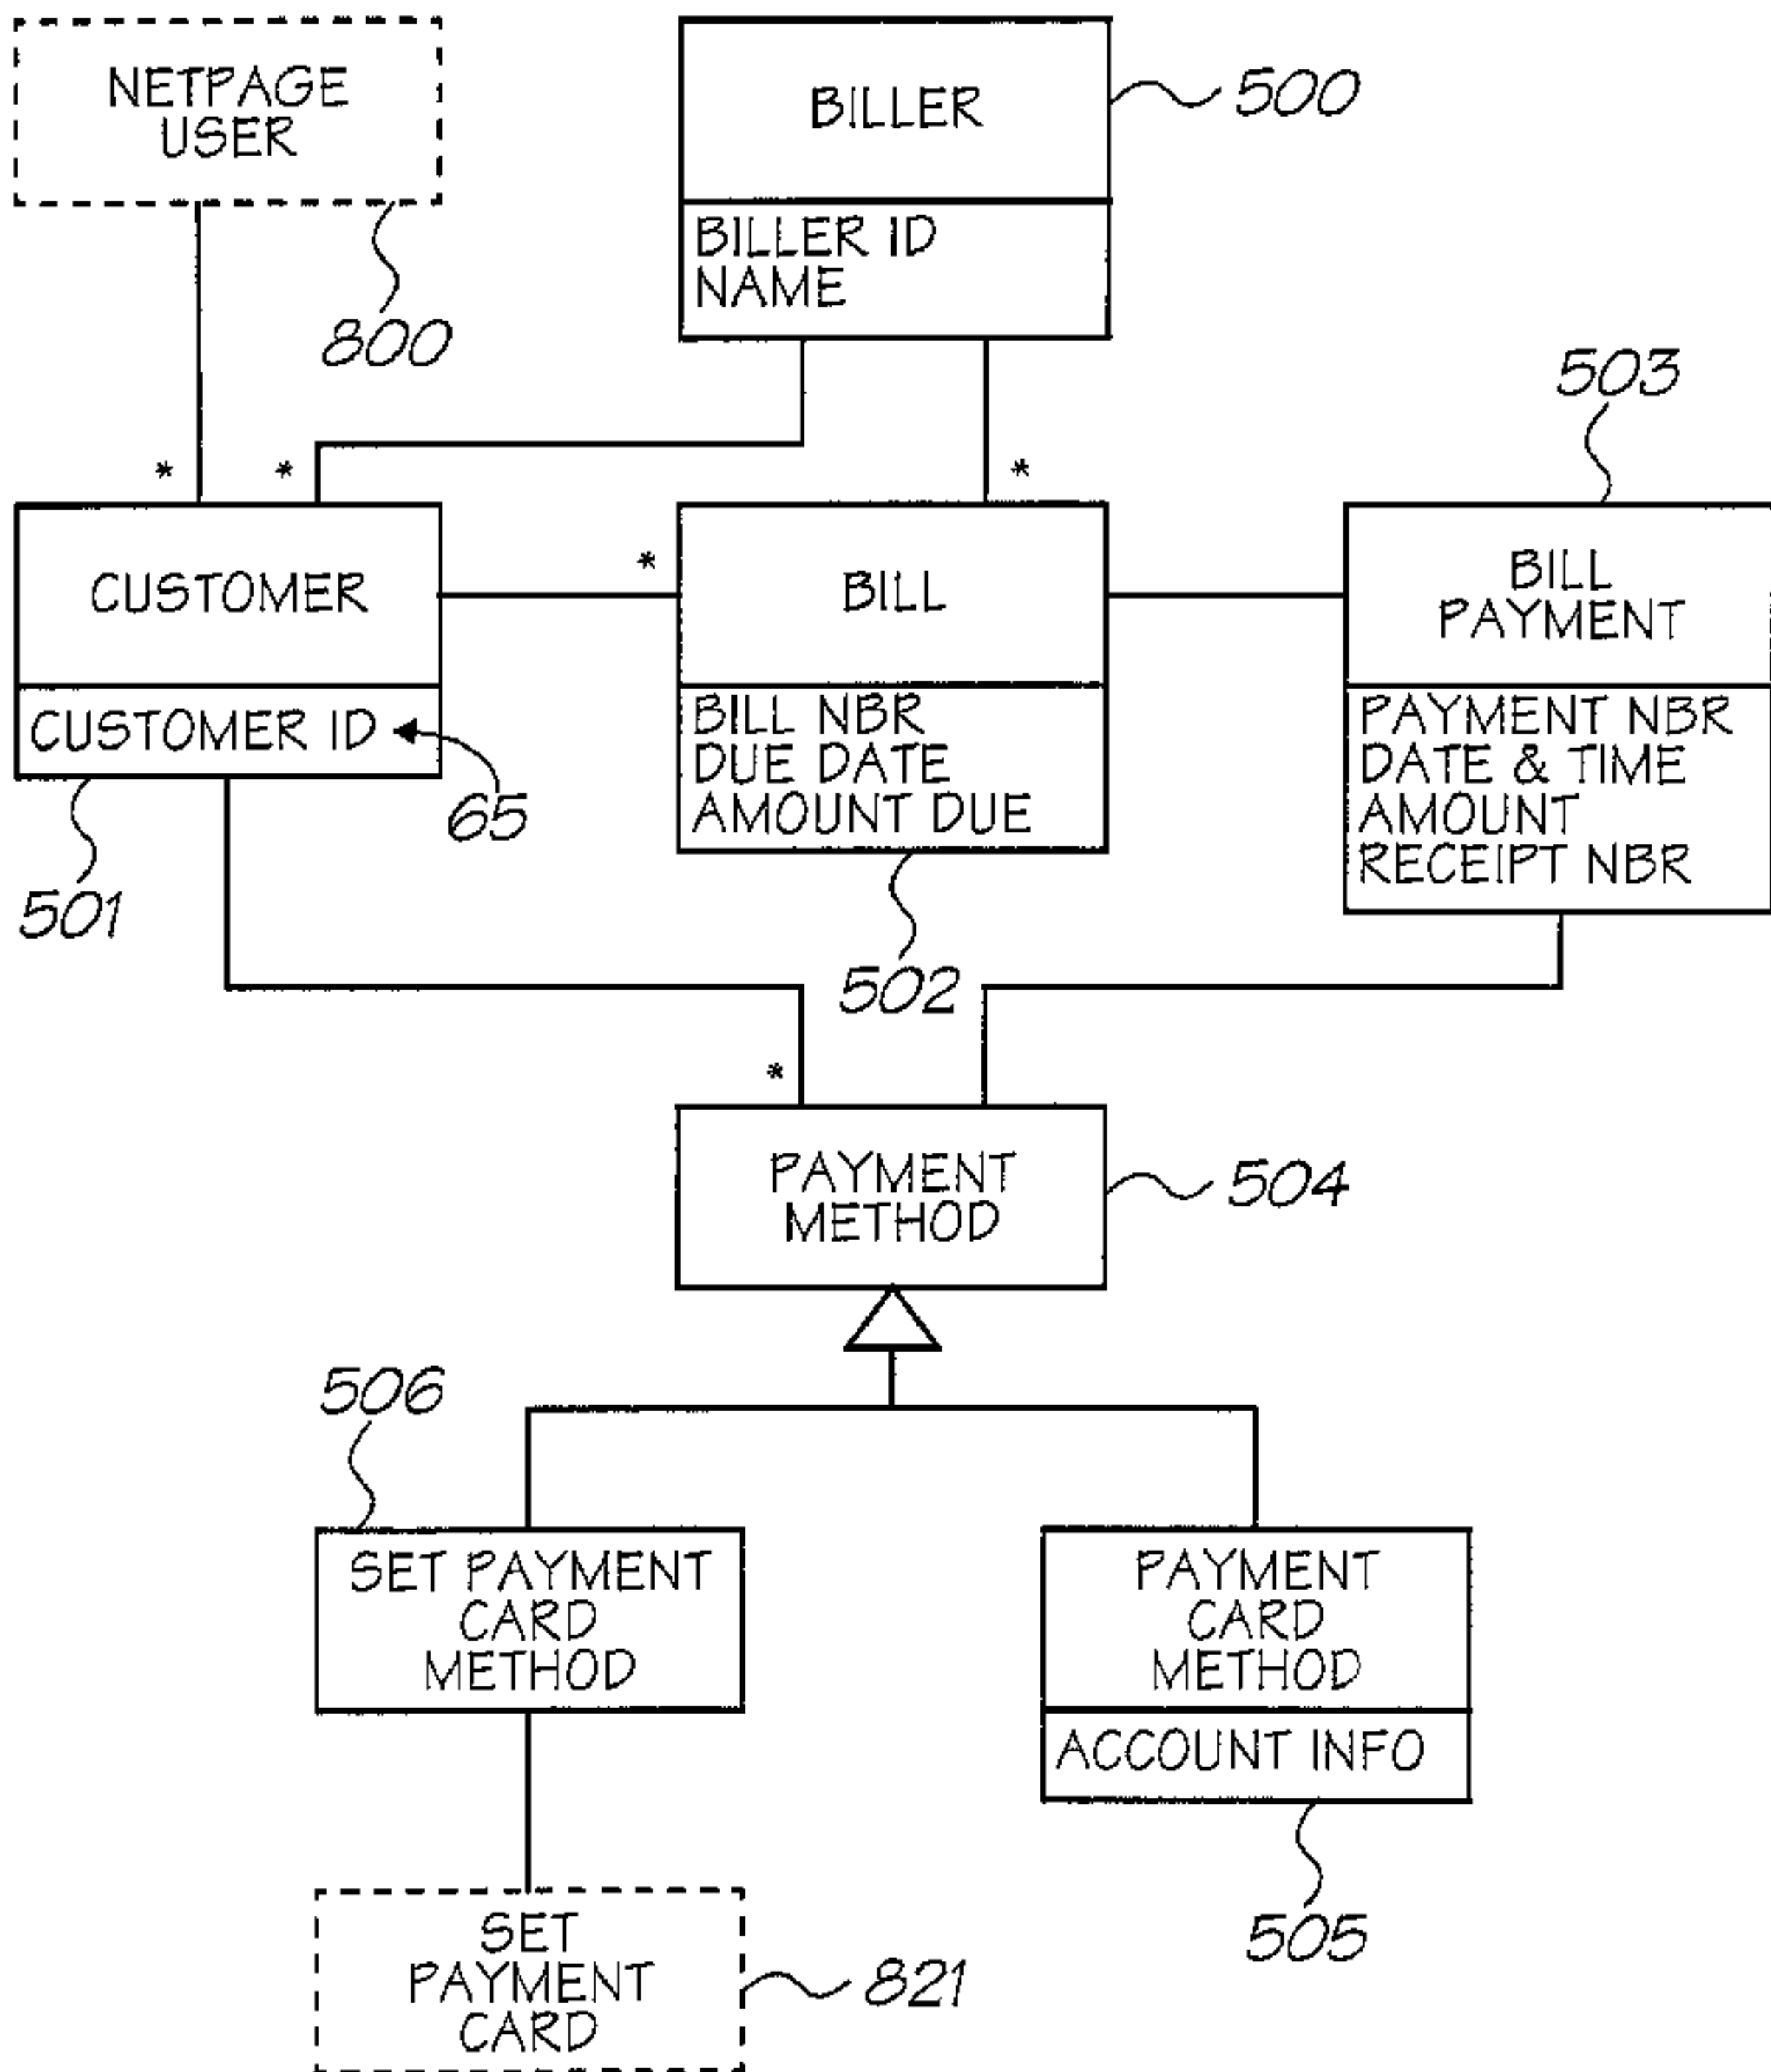 NETPAGE
USER
800
BILLER
500
BILLER ID
NAME
503
*
*
*
CUSTOMER
CUSTOMER ID
65
501
*
BILL
BILL NBR
DUE DATE
AMOUNT DUE
502
BILL
PAYMENT
PAYMENT NBR
DATE & TIME
AMOUNT
RECEIPT NBR
*
PAYMENT
METHOD
504
506
SET PAYMENT
CARD
METHOD
PAYMENT
CARD
METHOD
ACCOUNT INFO
505
SET
PAYMENT
CARD
821